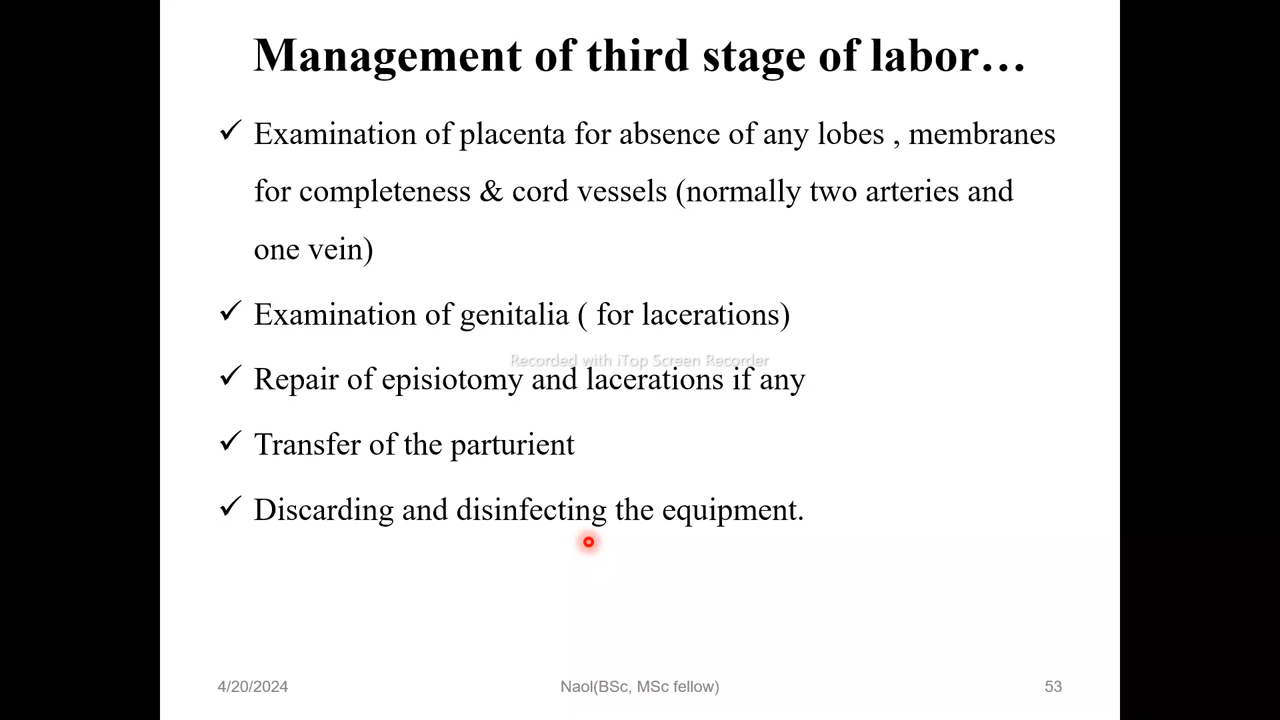 Management of third stage of labor…
✓ Examination of placenta for absence of any lobes , membranes
for completeness & cord vessels (normally two arteries and
one vein)
✓ Examination of genitalia ( for lacerations)
Recorded with iTop Screen Recorder
✓ Repair of episiotomy and lacerations if any
✓ Transfer of the parturient
✓ Discarding and disinfecting the equipment.
4/20/2024 Naol(BSc, MSc fellow) 53